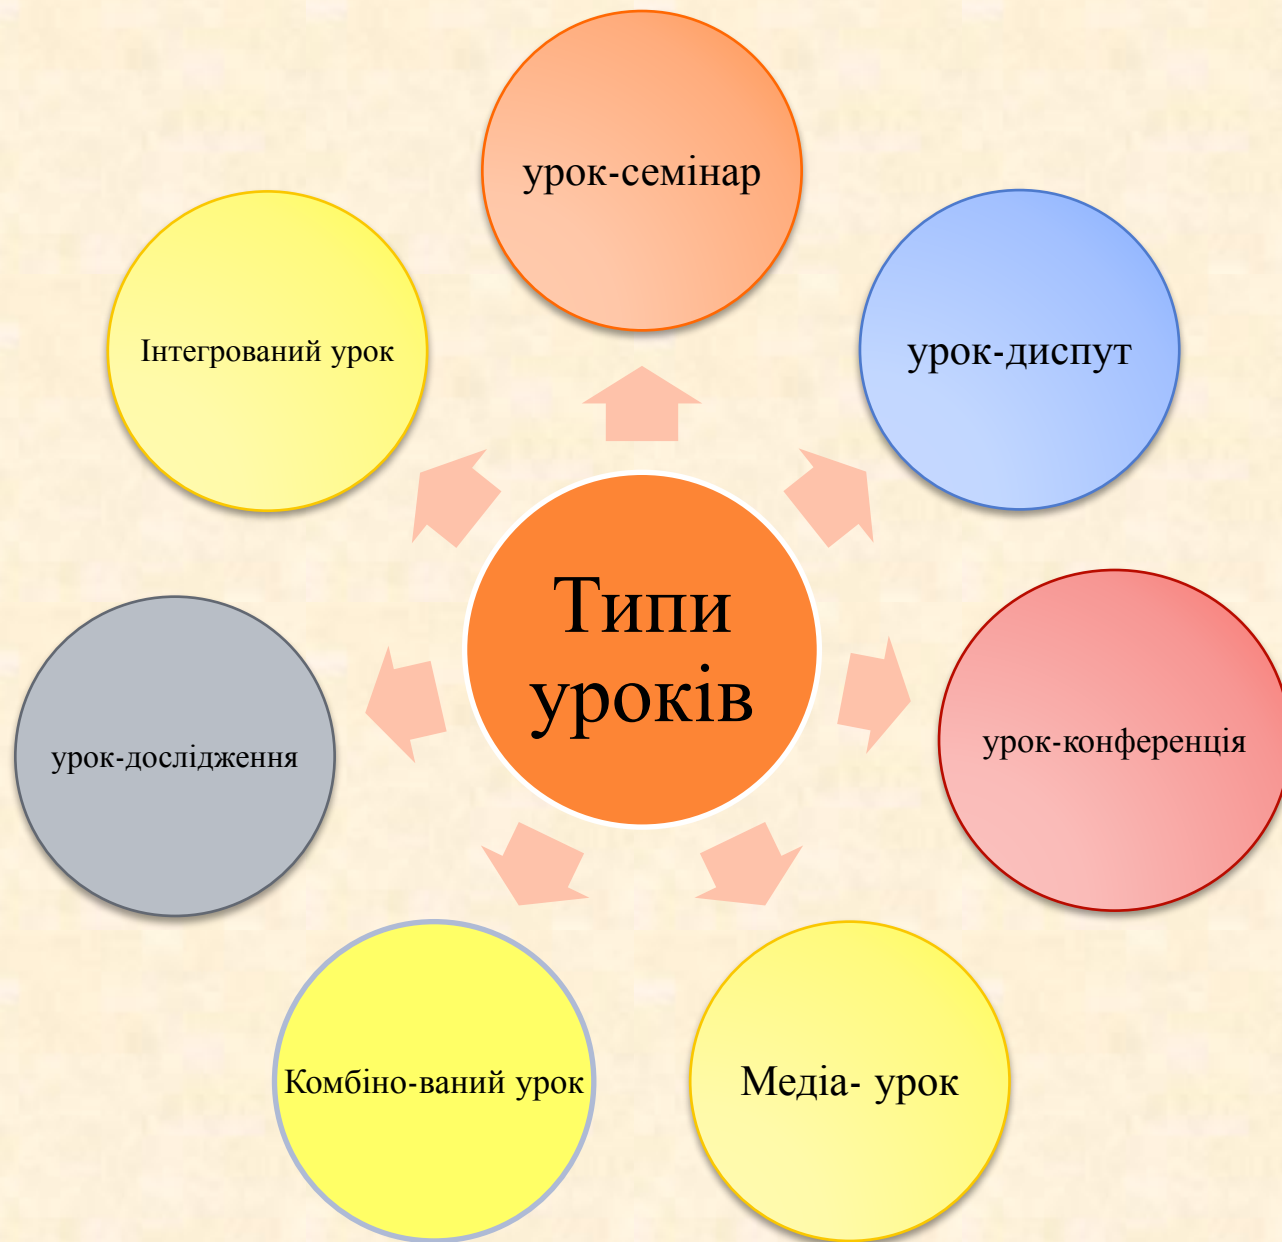 урок-семінар
Інтегрований урок
урок-диспут
Типи
уроків
урок-дослідження
урок-конференція
Комбіно-ваний урок
Медіа- урок